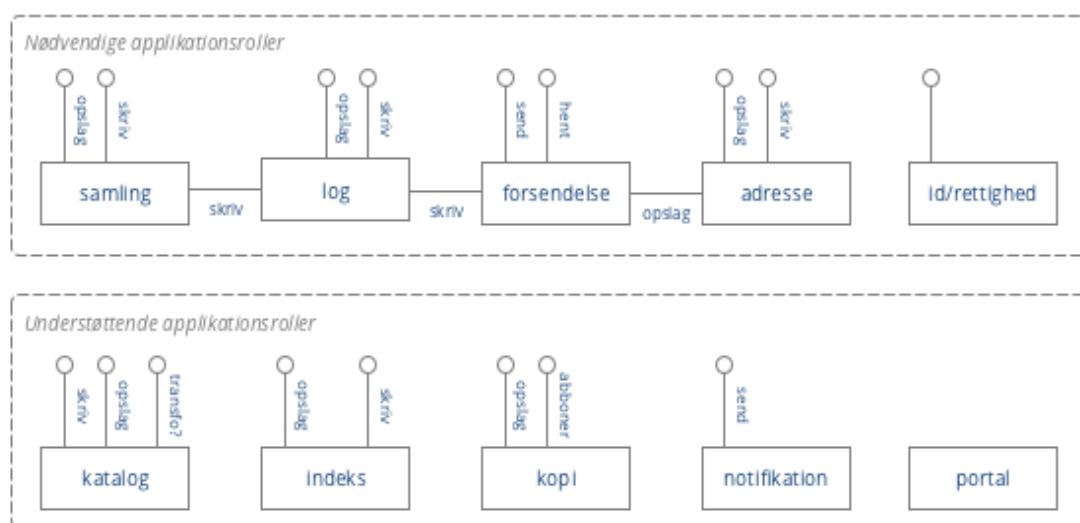 Nødvendige applikationsroller
opslag skriv opslag skriv send hent opslag skriv
samling log forsendelse adresse id/rettighed
skriv skriv opslag
Understøttende applikationsroller
skriv opslag transfo? opslag skriv opslag abboner send
katalog indeks kopi notifikation portal